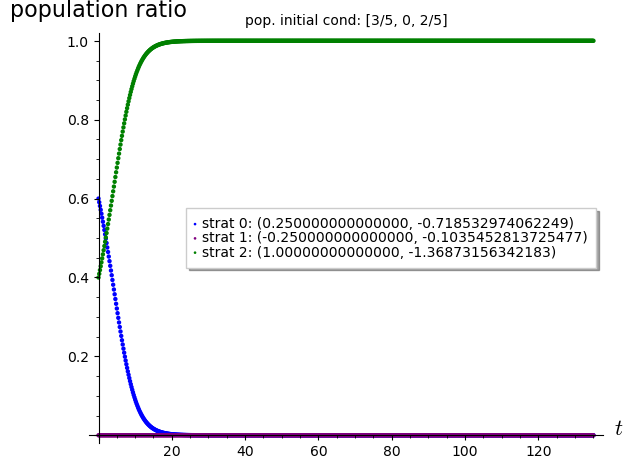 population ratio
pop. initial cond: [3/5, 0, 2/5]
1.0
0.8
0.6
0.4
0.2
strat 0: (0.250000000000000, -0.718532974062249)
strat 1: (-0.250000000000000, -0.1035452813725477)
strat 2: (1.00000000000000, -1.36873156342183)
20 40 60 80 100 120
t